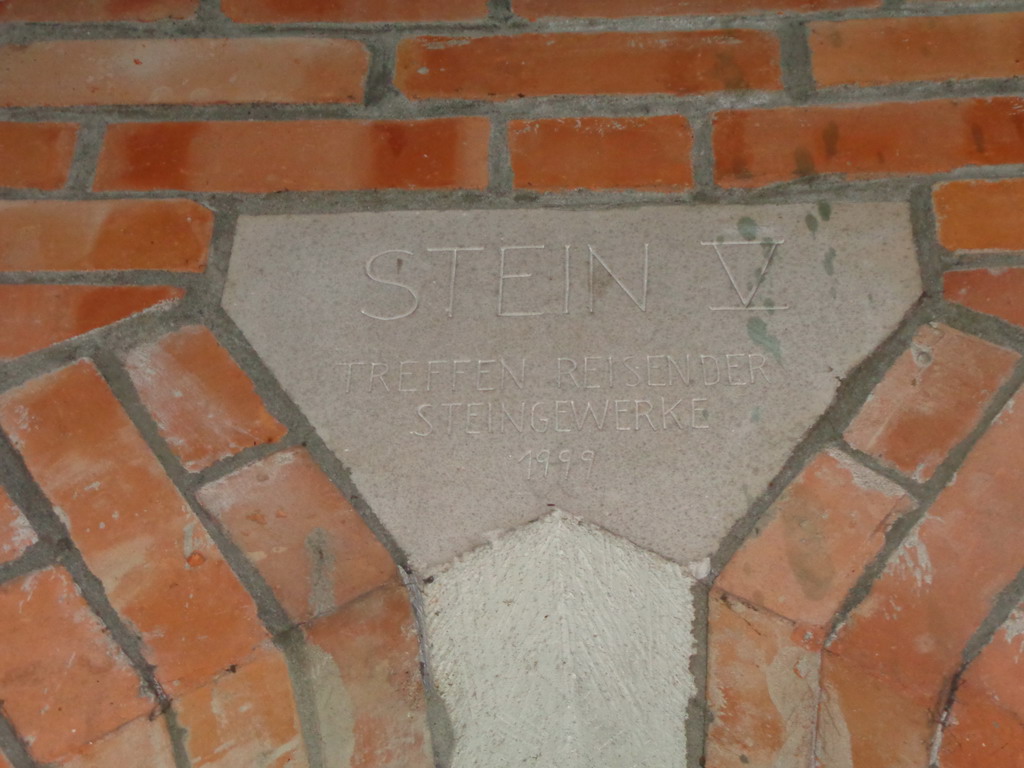 STEIN V
TREFFEN REISENDER
STEINGEWERKE
1999